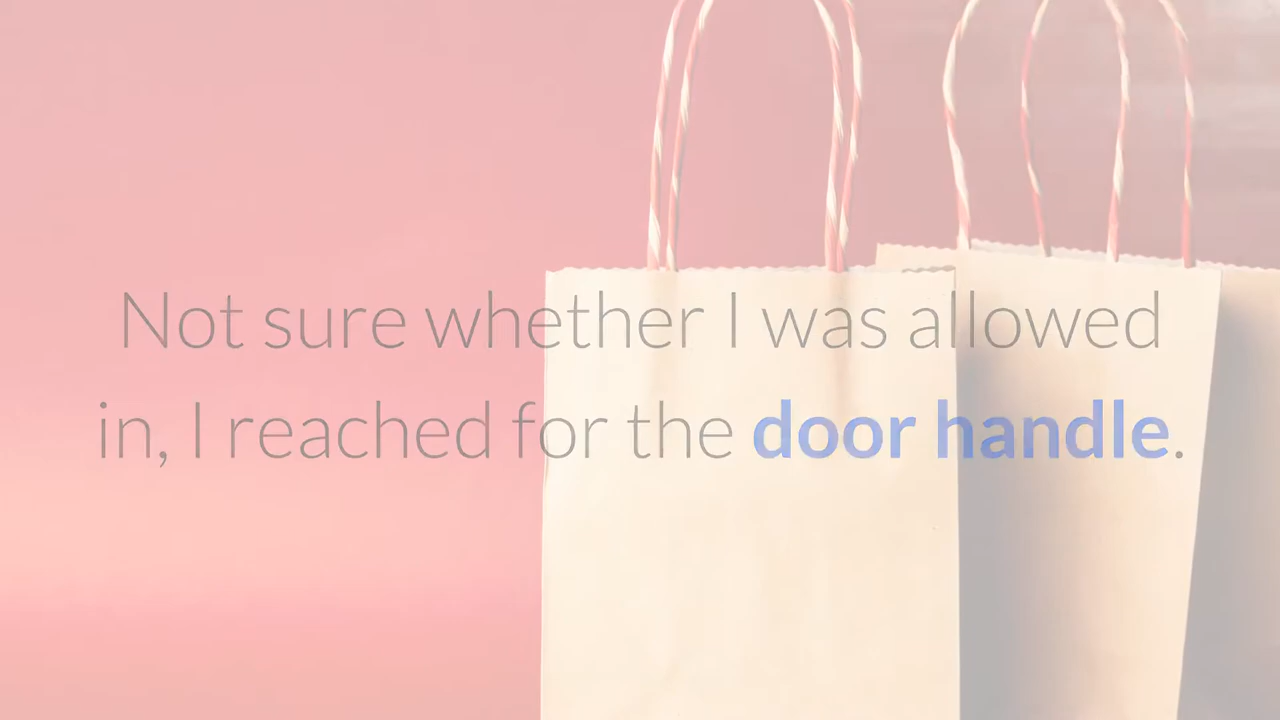 Not sure whether I was allowed
in, I reached for the door handle.